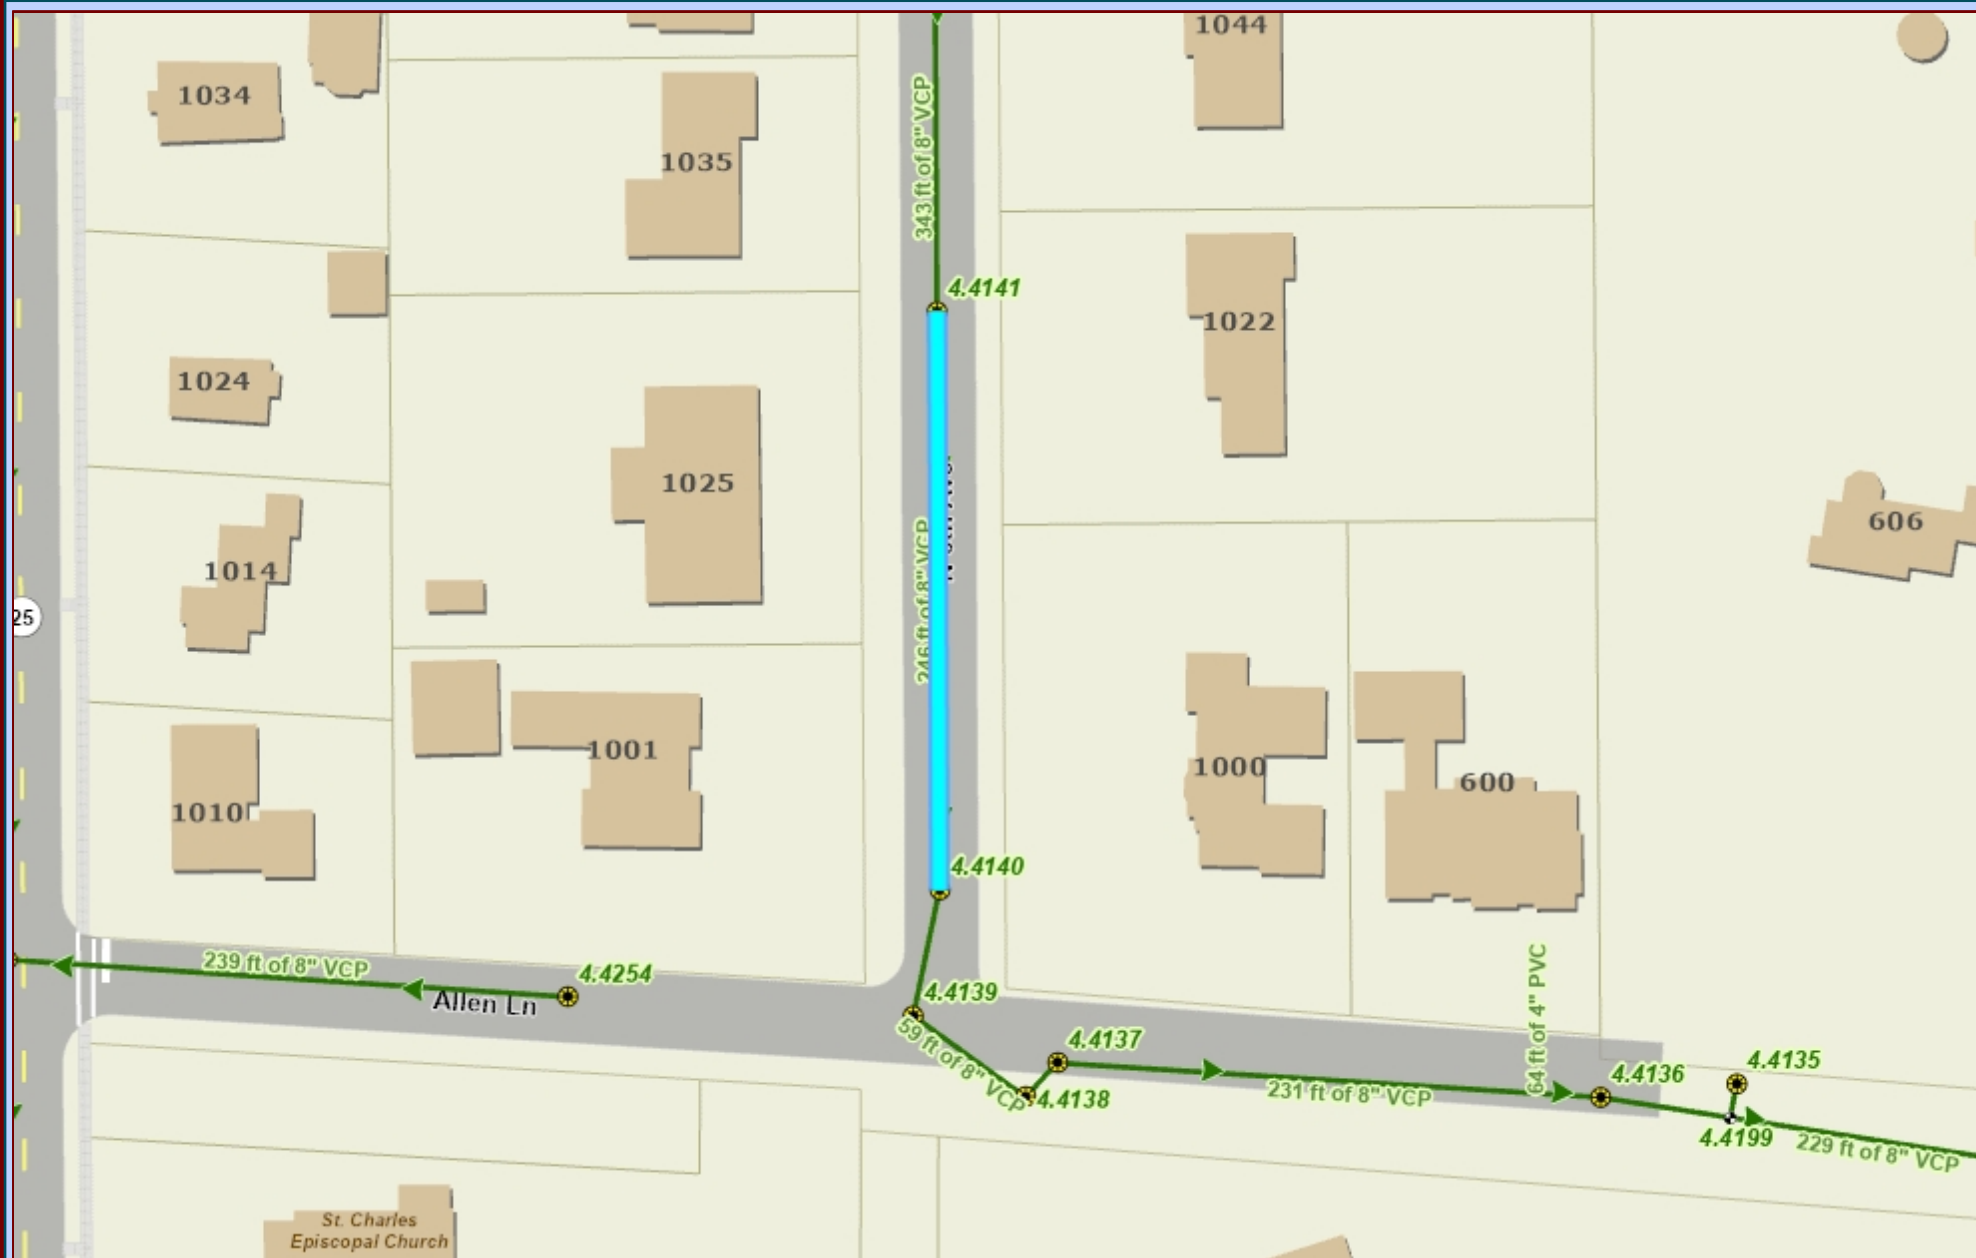 1044
1034
343 ft of 8" VCP
1035
4.4141
1022
1024
1025
606
246 ft of 8" VCP
1014
25
1001
1000
600
1010
4.4140
64 ft of 4" PVC
239 ft of 8" VCP
4.4254
Allen Ln
4.4139
59 ft of 8" VCP
4.4137
4.4138
231 ft of 8" VCP
4.4136
4.4135
4.4199
229 ft of 8" VCP
St. Charles
Episcopal Church